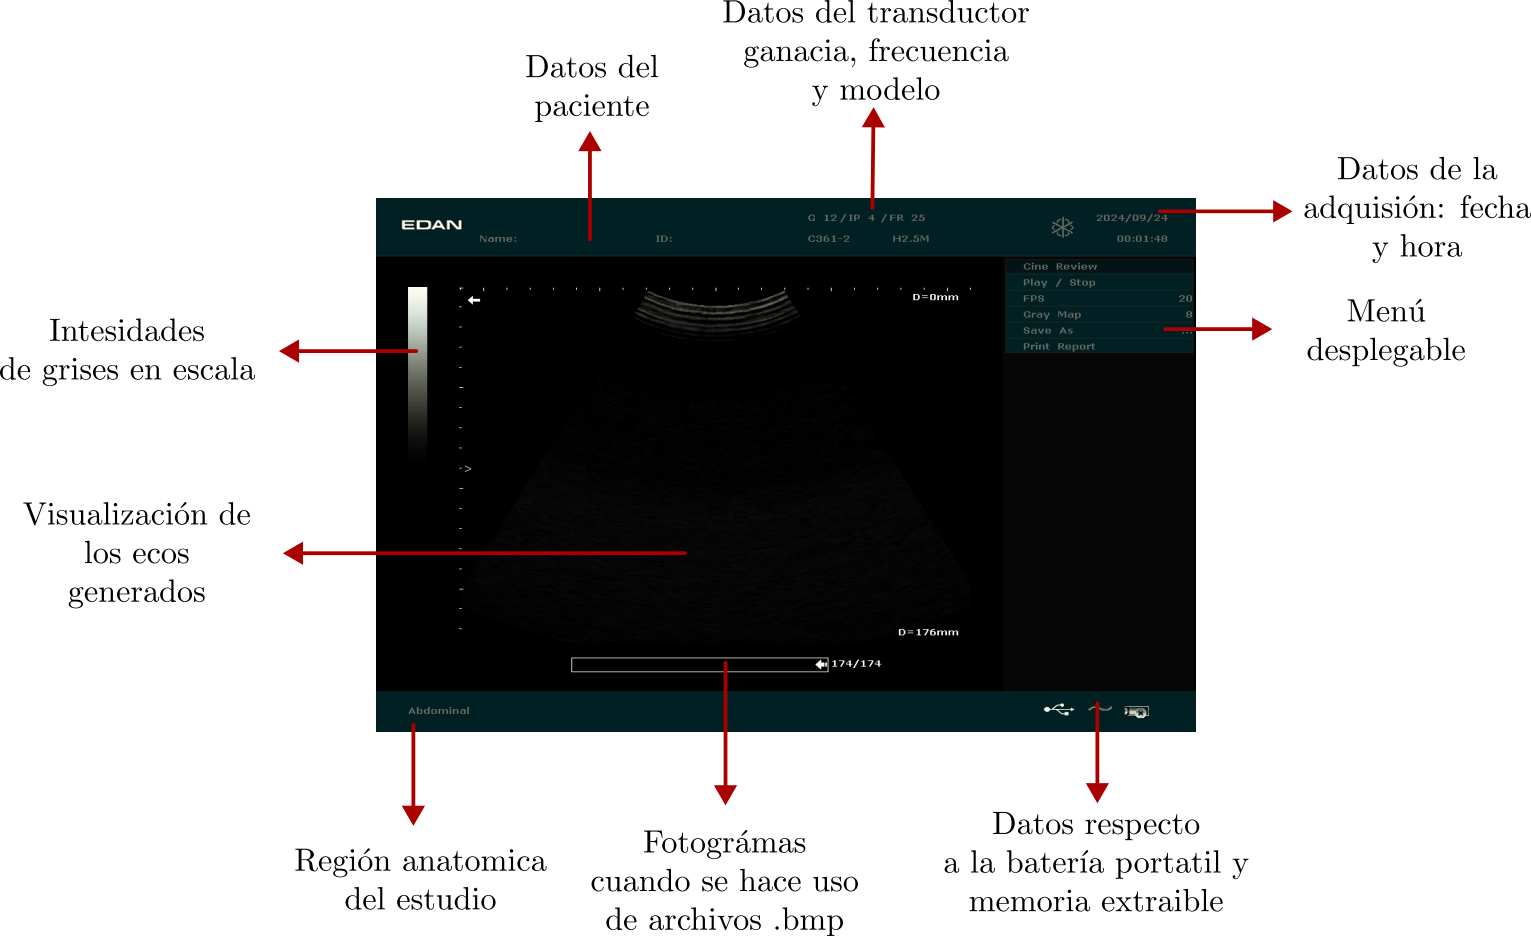 Datos del transductor
ganacia, frecuencia
y modelo
Datos del
paciente
Datos de la
adquisión: fecha
y hora
EDAN
G 12/IP 4/FR 25
2024/09/24
Name:
ID:
C361-2
H2.5M
00:01:48
Cine Review
Play / Stop
FPS 20
Gray Map 8
Save As ...
Print Report
D=0mm
Intesidades
de grises en escala
Menú
desplegable
>
Visualización de
los ecos
generados
D=176mm
174/174
Abdominal
Región anatomica
del estudio
Fotográmas
cuando se hace uso
de archivos .bmp
Datos respecto
a la batería portatil y
memoria extraible